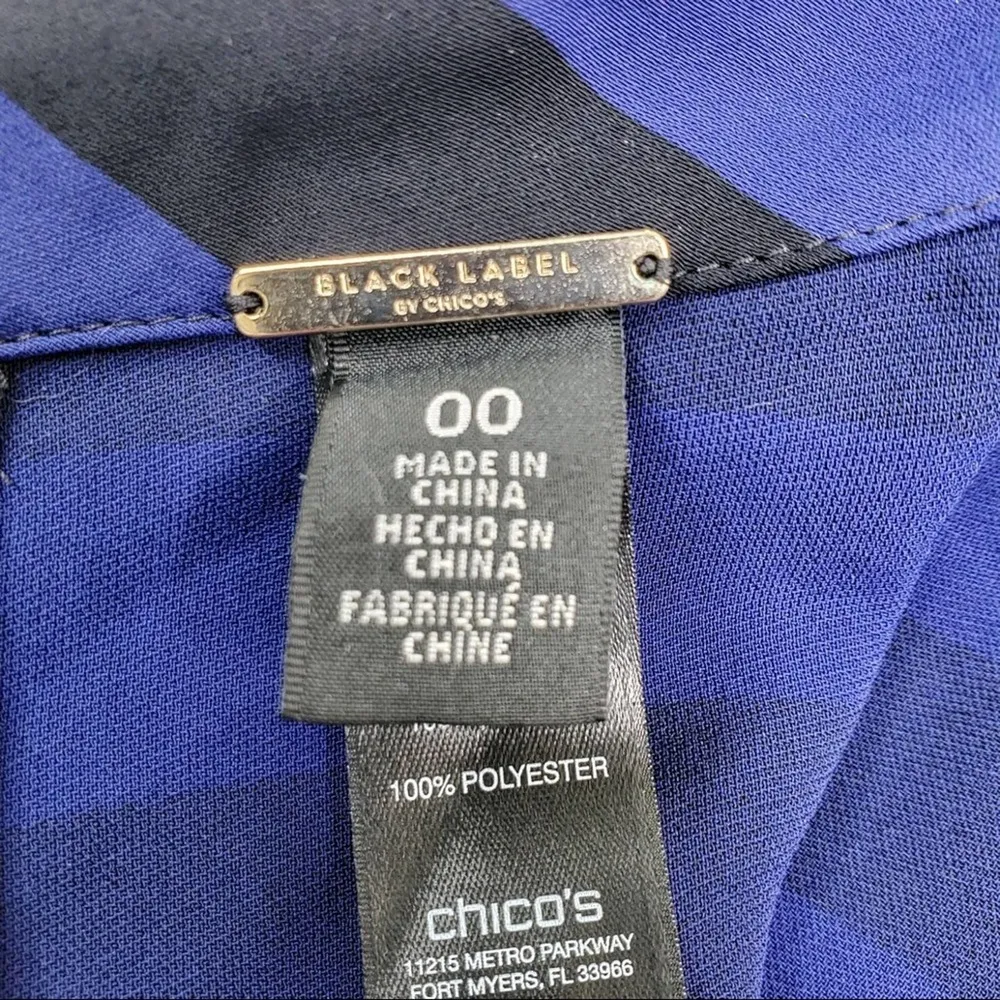 BLACK LABEL
BY CHICO'S
00
MADE IN
CHINA
HECHO EN
CHINA
FABRIQUÉ EN
CHINE
100% POLYESTER
chico's
11215 METRO PARKWAY
FORT MYERS, FL 33966